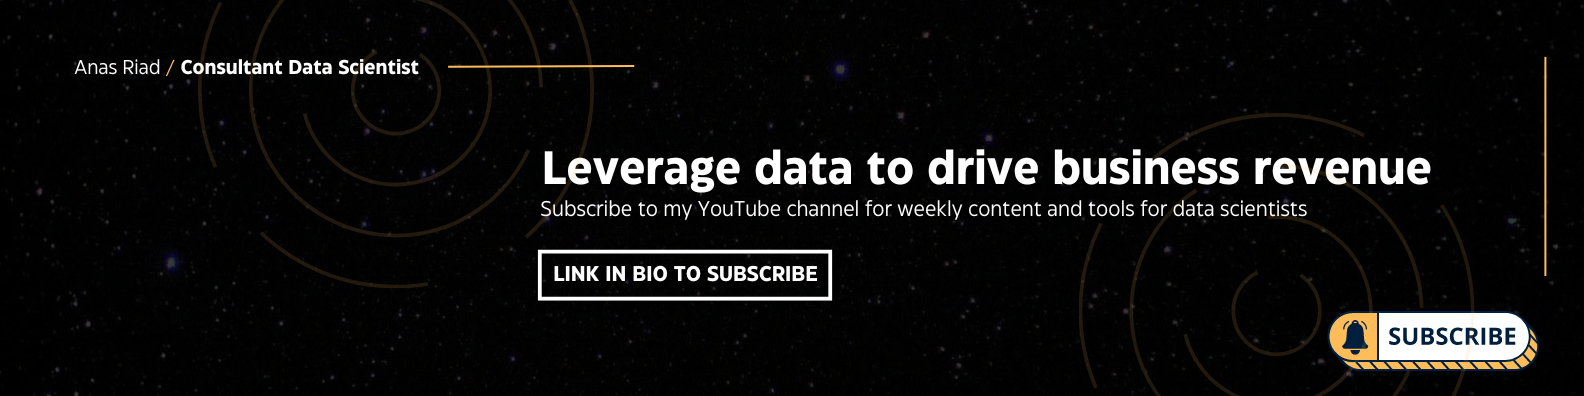 Anas Riad / Consultant Data Scientist
Leverage data to drive business revenue
Subscribe to my YouTube channel for weekly content and tools for data scientists
LINK IN BIO TO SUBSCRIBE
SUBSCRIBE